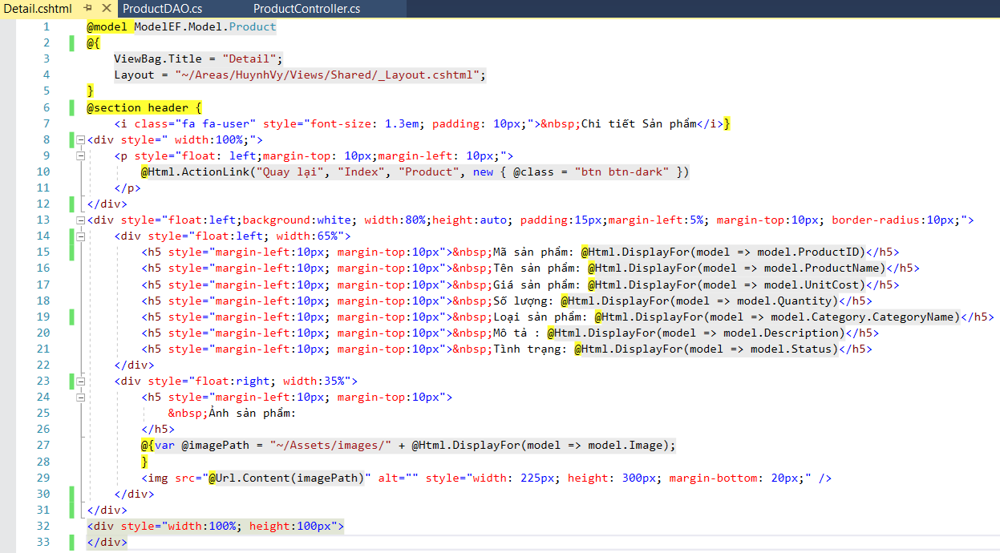 Detail.cshtml ProductDAO.cs ProductController.cs
1 @model ModelEF.Model.Product
2 @{
3 ViewBag.Title = "Detail";
4 Layout = "~/Areas/HuynhVy/Views/Shared/_Layout.cshtml";
5 }
6 @section header {
7 <i class="fa fa-user" style="font-size: 1.3em; padding: 10px;">&nbsp;Chi tiết Sản phẩm</i>}
8 <div style=" width:100%;">
9 <p style="float: left;margin-top: 10px;margin-left: 10px;">
10 @Html.ActionLink("Quay lại", "Index", "Product", new { @class = "btn btn-dark" })
11 </p>
12 </div>
13 <div style="float:left;background:white; width:80%;height:auto; padding:15px;margin-left:5%; margin-top:10px; border-radius:10px;">
14 <div style="float:left; width:65%">
15 <h5 style="margin-left:10px; margin-top:10px">&nbsp;Mã sản phẩm: @Html.DisplayFor(model => model.ProductID)</h5>
16 <h5 style="margin-left:10px; margin-top:10px">&nbsp;Tên sản phẩm: @Html.DisplayFor(model => model.ProductName)</h5>
17 <h5 style="margin-left:10px; margin-top:10px">&nbsp;Giá sản phẩm: @Html.DisplayFor(model => model.UnitCost)</h5>
18 <h5 style="margin-left:10px; margin-top:10px">&nbsp;Số lượng: @Html.DisplayFor(model => model.Quantity)</h5>
19 <h5 style="margin-left:10px; margin-top:10px">&nbsp;Loại sản phẩm: @Html.DisplayFor(model => model.Category.CategoryName)</h5>
20 <h5 style="margin-left:10px; margin-top:10px">&nbsp;Mô tả : @Html.DisplayFor(model => model.Description)</h5>
21 <h5 style="margin-left:10px; margin-top:10px">&nbsp;Tình trạng: @Html.DisplayFor(model => model.Status)</h5>
22 </div>
23 <div style="float:right; width:35%">
24 <h5 style="margin-left:10px; margin-top:10px">
25 &nbsp;Ảnh sản phẩm:
26 </h5>
27 @{var @imagePath = "~/Assets/images/" + @Html.DisplayFor(model => model.Image);
28 }
29 <img src="@Url.Content(imagePath)" alt="" style="width: 225px; height: 300px; margin-bottom: 20px;" />
30 </div>
31 </div>
32 <div style="width:100%; height:100px">
33 </div>